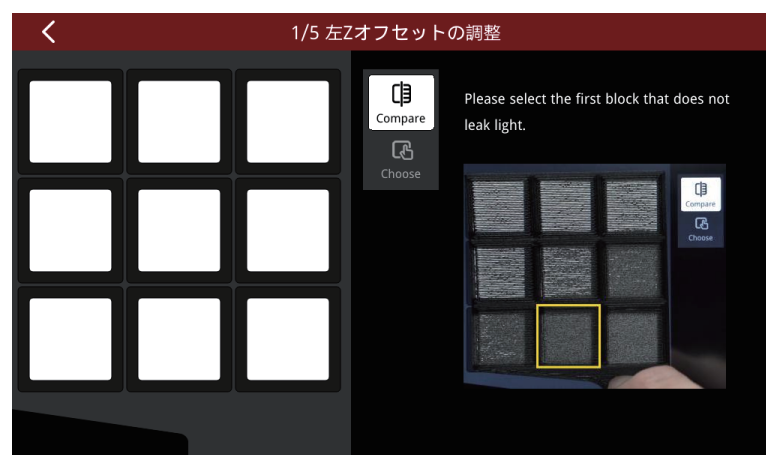 1/5 左Zオフセットの調整
Compare
Choose
Please select the first block that does not
leak light.
Compare
Choose